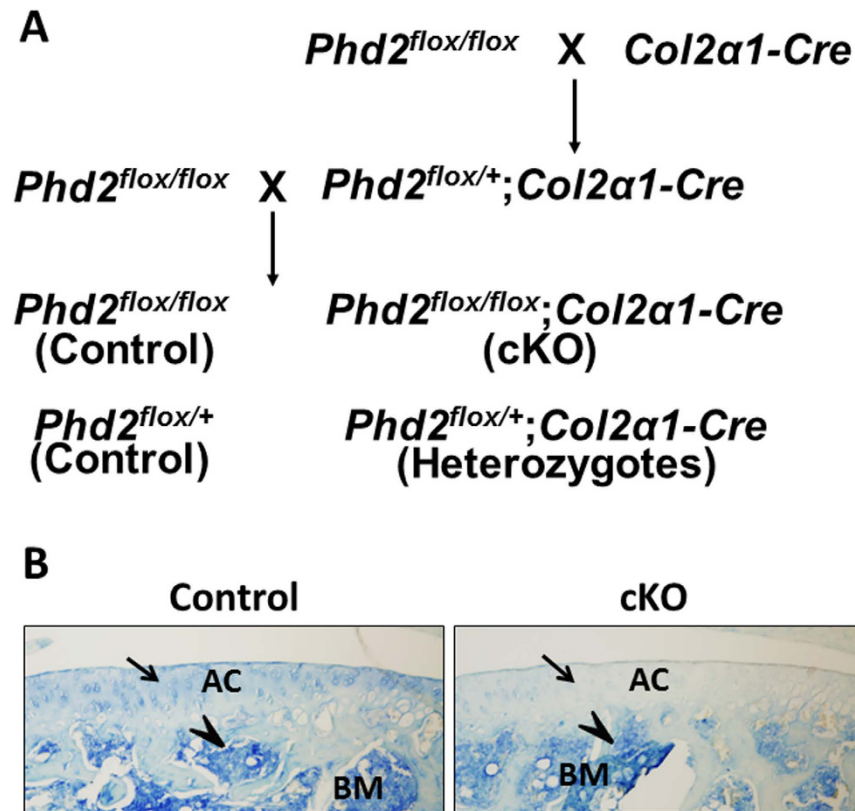 A
Phd2flox/flox X Col2α1-Cre
Phd2flox/flox X Phd2flox/+;Col2α1-Cre
Phd2flox/flox Phd2flox/flox;Col2α1-Cre
(Control) (cKO)
Phd2flox/+ Phd2flox/+;Col2α1-Cre
(Control) (Heterozygotes)
B
Control cKO
AC AC
BM BM